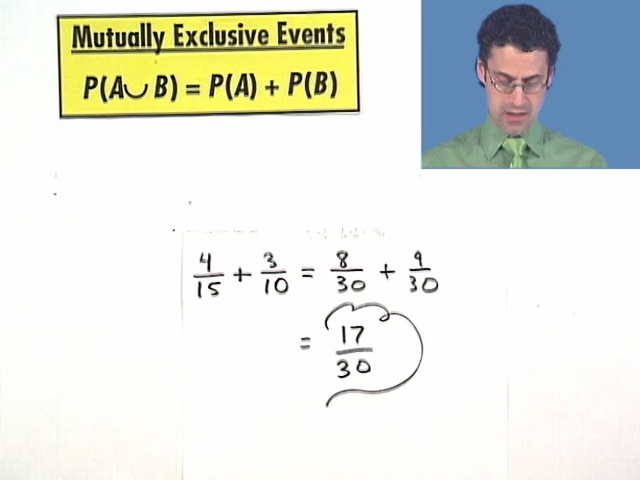 Mutually Exclusive Events
P(A∪B) = P(A) + P(B)
4/15 + 3/10 = 8/30 + 9/30
= 17/30